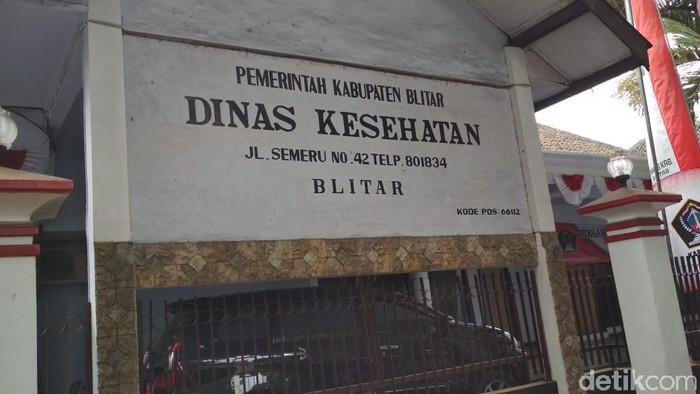 PEMERINTAH KABUPATEN BLITAR
DINAS KESEHATAN
JL. SEMERU NO. 42 TELP. 801834
BLITAR
KODE POS 66112
detikcom